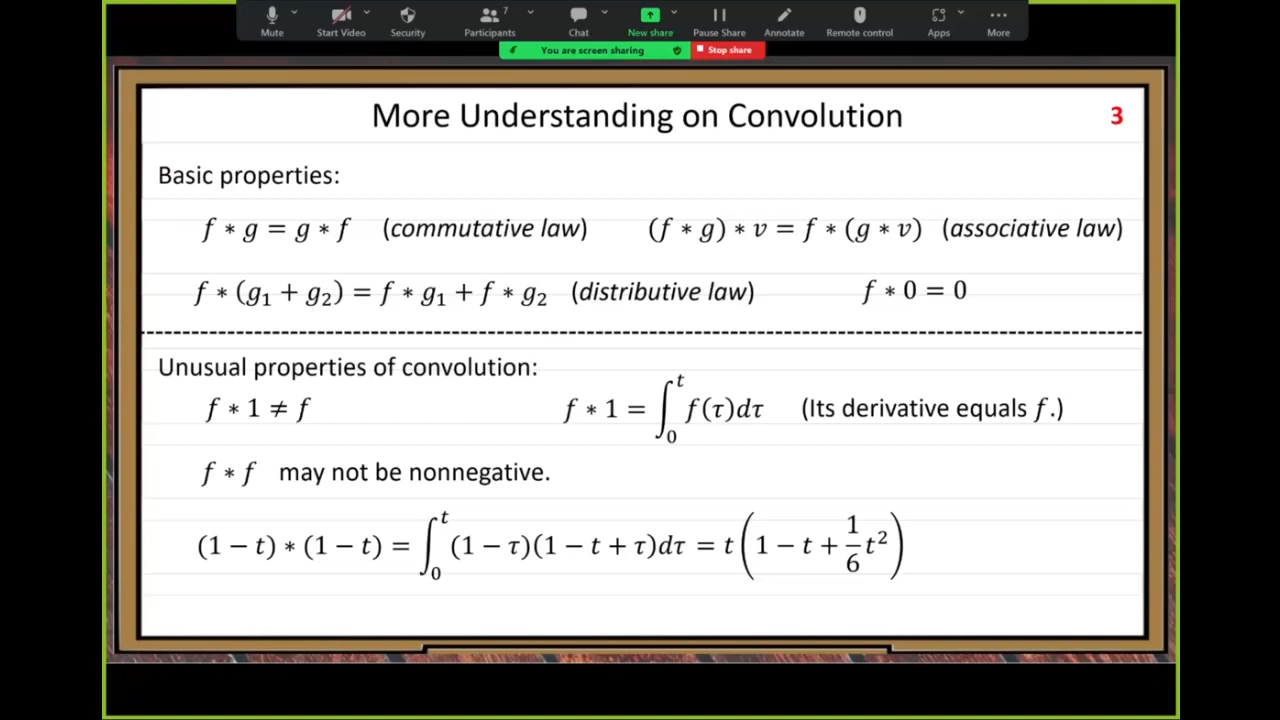 Mute Start Video Security Participants 7 Chat New share Pause Share Annotate Remote control Apps More
You are screen sharing Stop share
More Understanding on Convolution 3
Basic properties:
f ∗ g = g ∗ f (commutative law) (f ∗ g) ∗ v = f ∗ (g ∗ v) (associative law)
f ∗ (g₁ + g₂) = f ∗ g₁ + f ∗ g₂ (distributive law) f ∗ 0 = 0
Unusual properties of convolution:
f ∗ 1 ≠ f f ∗ 1 = ∫₀ᵗ f(τ)dτ (Its derivative equals f.)
f ∗ f may not be nonnegative.
(1 − t) ∗ (1 − t) = ∫₀ᵗ (1 − τ)(1 − t + τ)dτ = t(1 − t + 1/6 t²)